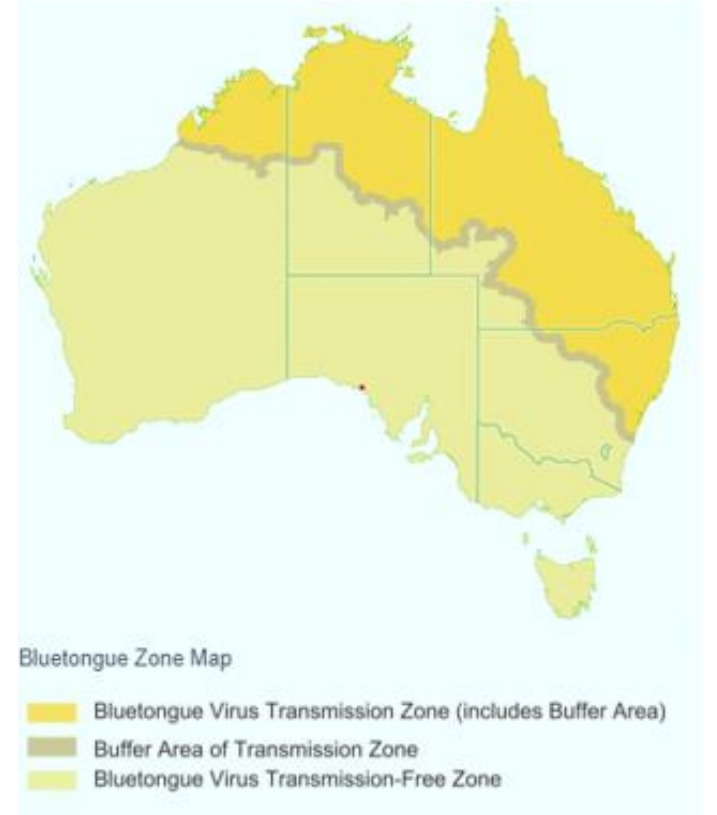 Bluetongue Zone Map
Bluetongue Virus Transmission Zone (includes Buffer Area)
Buffer Area of Transmission Zone
Bluetongue Virus Transmission-Free Zone